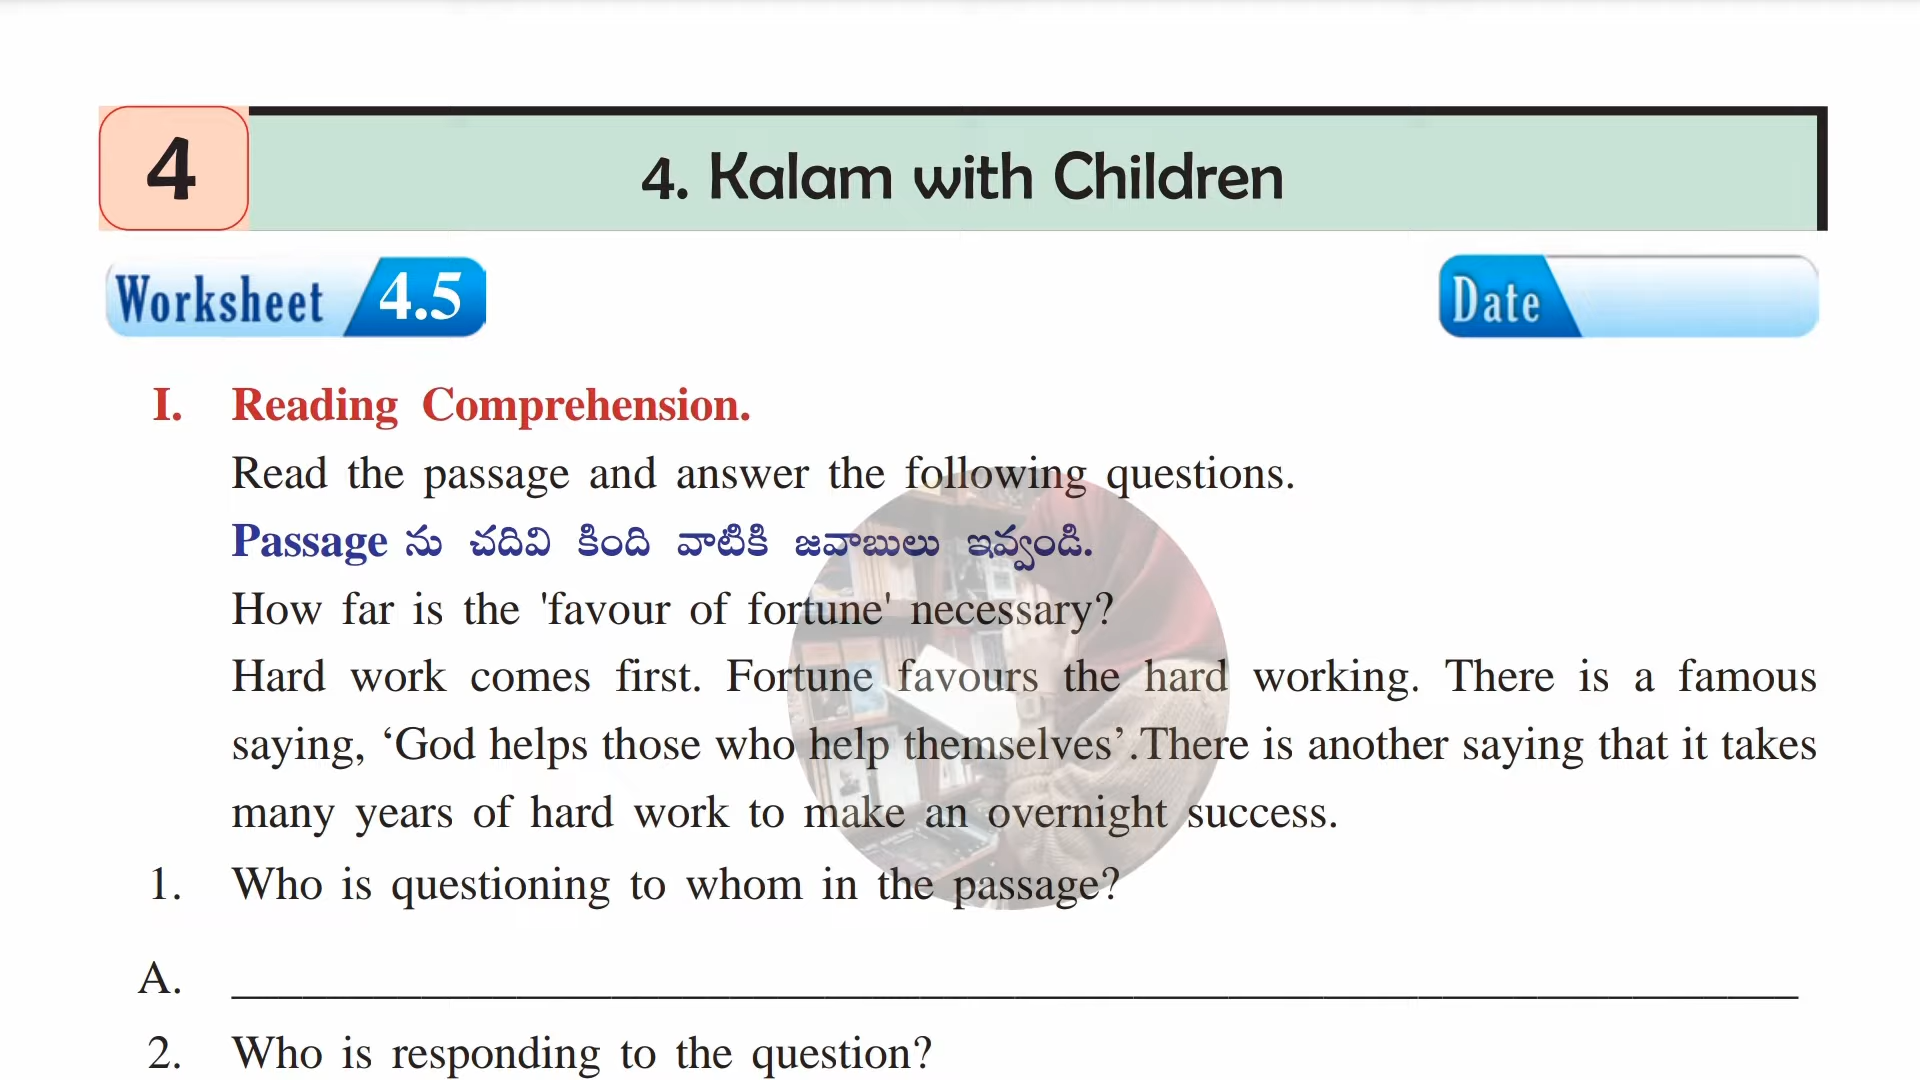 4
4. Kalam with Children
Worksheet 4.5
Date
I. Reading Comprehension.
Read the passage and answer the following questions.
Passage ను చదివి కింది వాటికి జవాబులు ఇవ్వండి.
How far is the 'favour of fortune' necessary?
Hard work comes first. Fortune favours the hard working. There is a famous
saying, ‘God helps those who help themselves’.There is another saying that it takes
many years of hard work to make an overnight success.
1. Who is questioning to whom in the passage?
A.
2. Who is responding to the question?